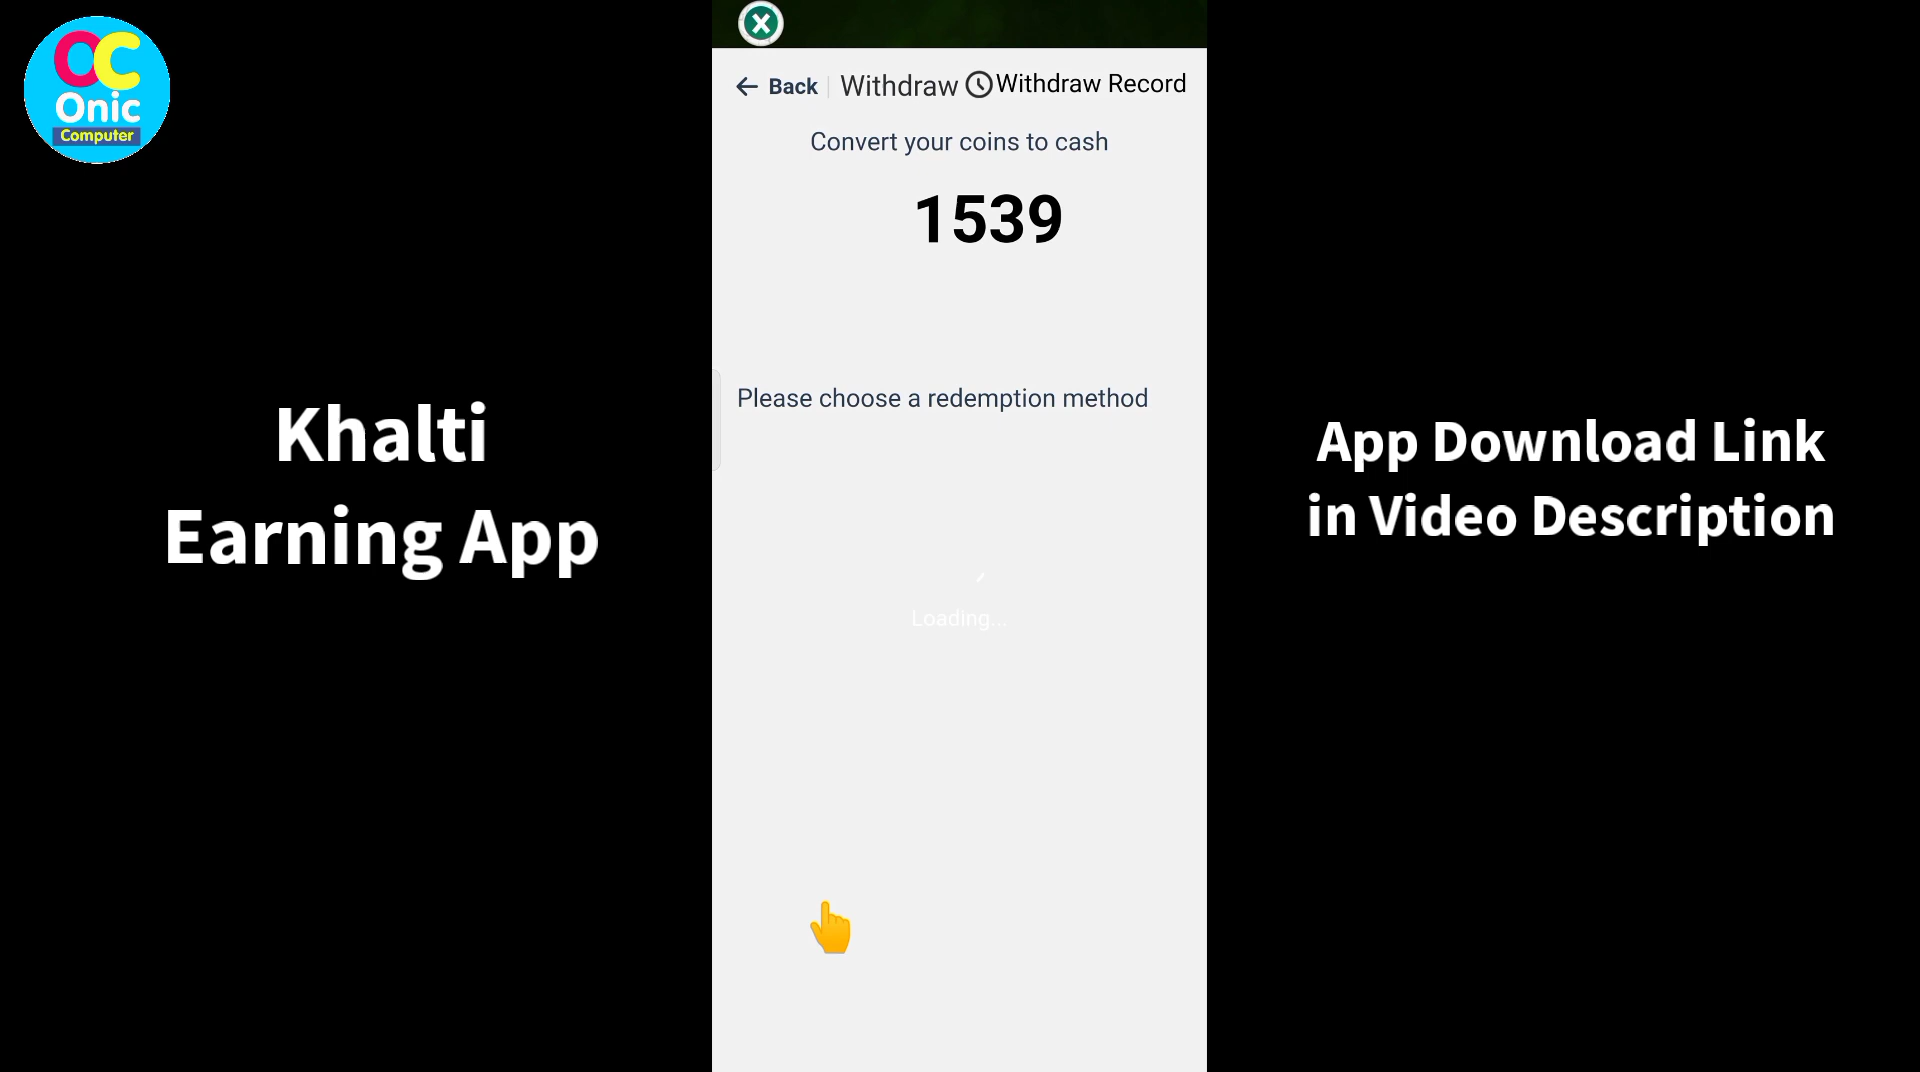 OC
Onic
Computer
Back
Withdraw
Withdraw Record
Convert your coins to cash
1539
Please choose a redemption method
Loading...
Khalti
Earning App
App Download Link
in Video Description